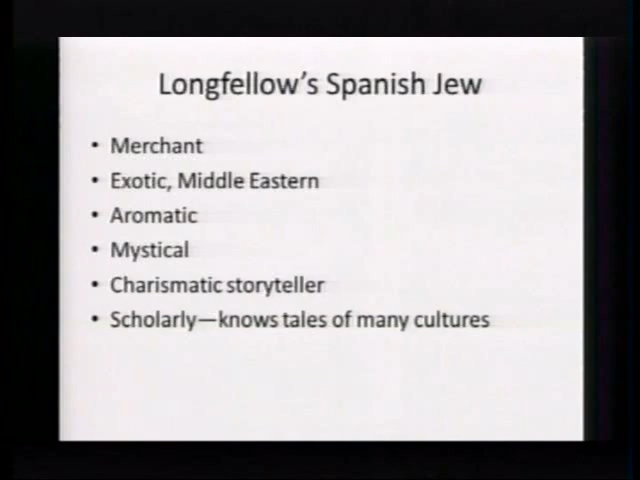 Longfellow's Spanish Jew
• Merchant
• Exotic, Middle Eastern
• Aromatic
• Mystical
• Charismatic storyteller
• Scholarly—knows tales of many cultures